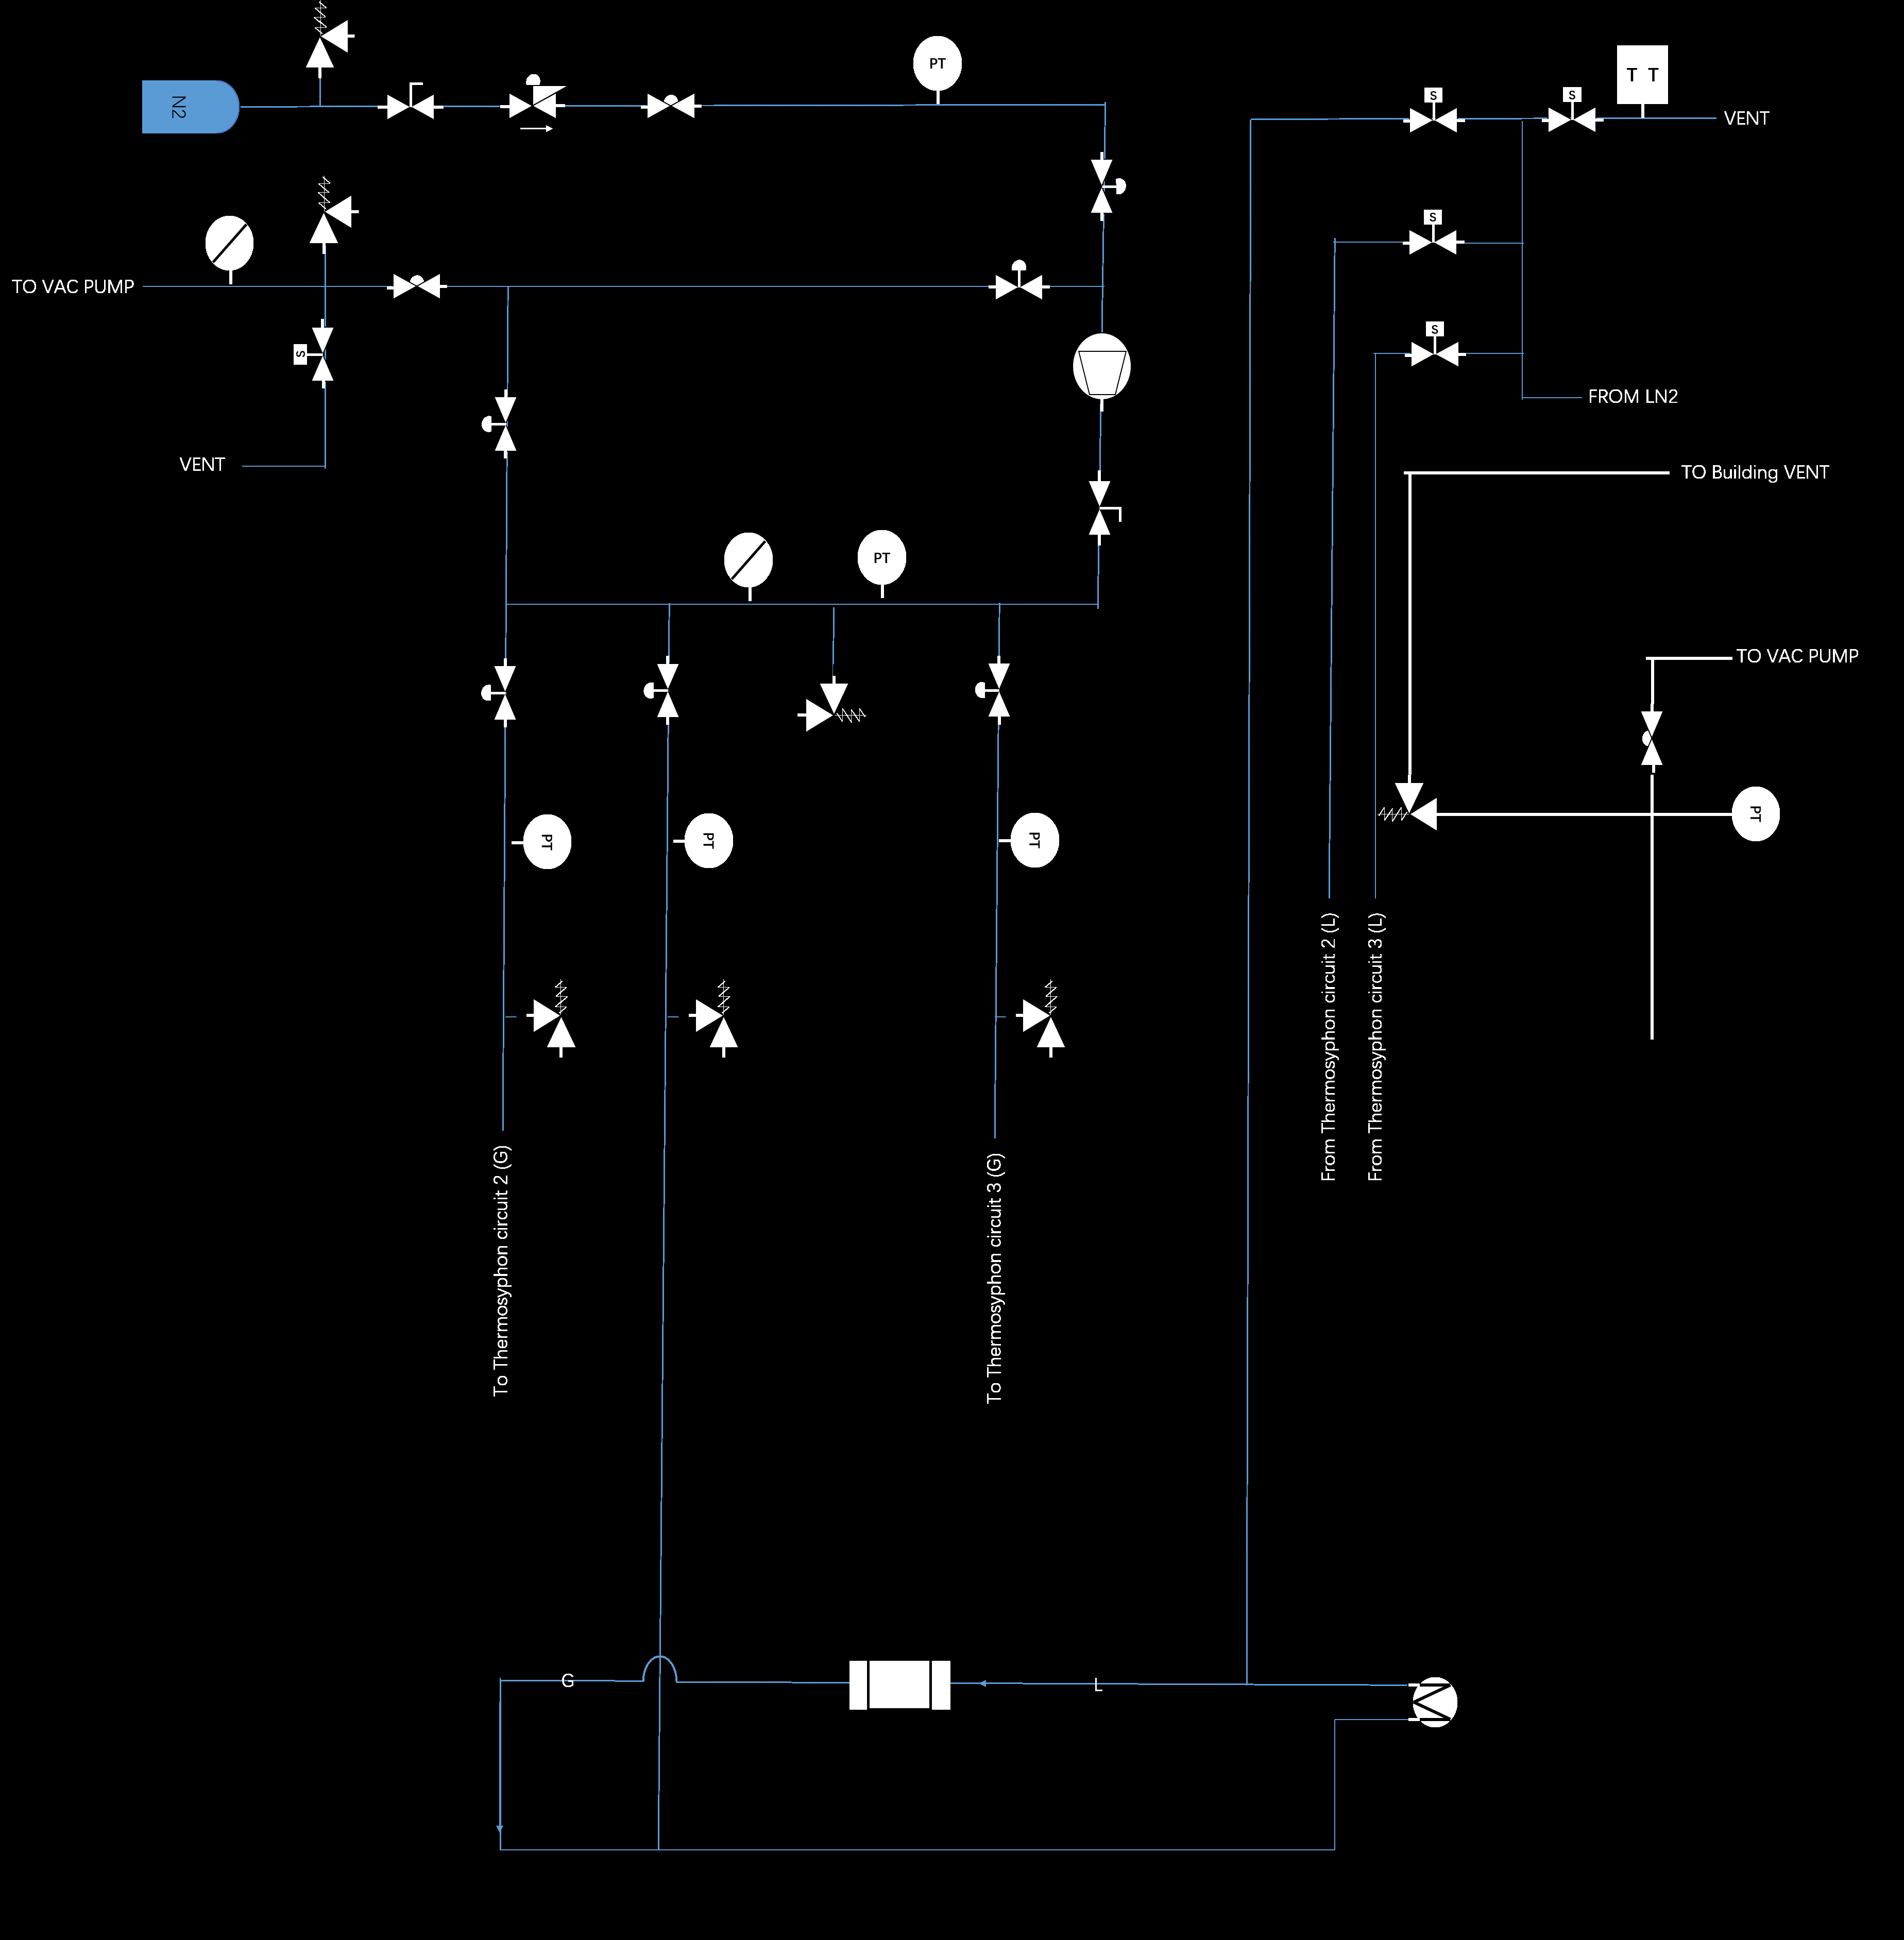 PT
T T
S
S
VENT
N2
S
TO VAC PUMP
S
S
FROM LN2
VENT
TO Building VENT
PT
TO VAC PUMP
PT
PT
PT
PT
From Thermosyphon circuit 2 (L)
From Thermosyphon circuit 3 (L)
To Thermosyphon circuit 2 (G)
To Thermosyphon circuit 3 (G)
G
L